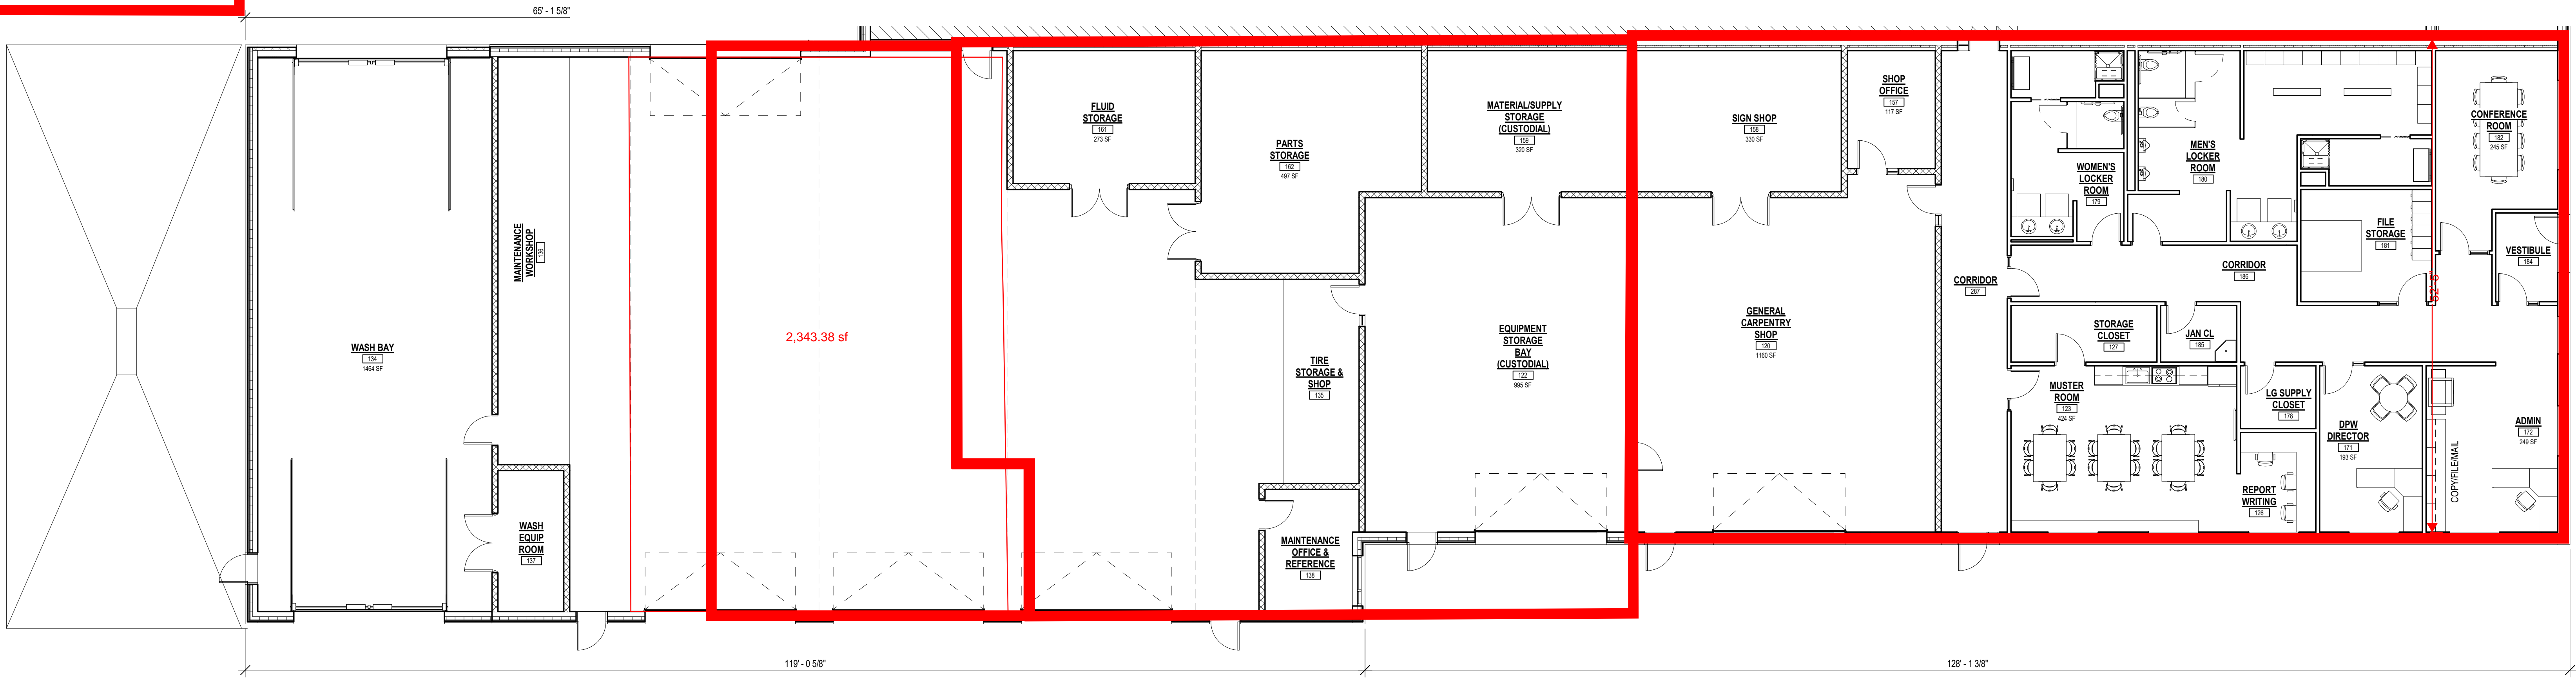 65' - 1 5/8"
FLUID
STORAGE
161
273 SF
PARTS
STORAGE
162
497 SF
MATERIAL/SUPPLY
STORAGE
(CUSTODIAL)
159
320 SF
SIGN SHOP
158
330 SF
SHOP
OFFICE
157
117 SF
WOMEN'S
LOCKER
ROOM
179
MEN'S
LOCKER
ROOM
180
CONFERENCE
ROOM
182
245 SF
FILE
STORAGE
181
VESTIBULE
184
MAINTENANCE
WORKSHOP
136
CORRIDOR
287
CORRIDOR
186
2,343.38 sf
WASH BAY
134
1464 SF
TIRE
STORAGE &
SHOP
135
EQUIPMENT
STORAGE
BAY
(CUSTODIAL)
122
995 SF
GENERAL
CARPENTRY
SHOP
120
1160 SF
STORAGE
CLOSET
127
JAN CL
185
MUSTER
ROOM
123
424 SF
LG SUPPLY
CLOSET
178
DPW
DIRECTOR
171
193 SF
ADMIN
172
249 SF
COPY/FILE/MAIL
REPORT
WRITING
126
WASH
EQUIP
ROOM
137
MAINTENANCE
OFFICE &
REFERENCE
138
119' - 0 5/8"
128' - 1 3/8"